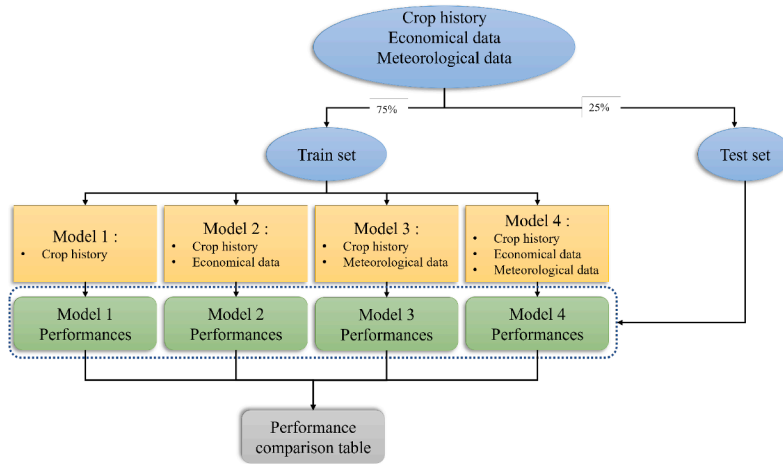 Crop history
Economical data
Meteorological data
75%
25%
Train set
Test set
Model 1 :
• Crop history
Model 2 :
• Crop history
• Economical data
Model 3 :
• Crop history
• Meteorological data
Model 4 :
• Crop history
• Economical data
• Meteorological data
Model 1
Performances
Model 2
Performances
Model 3
Performances
Model 4
Performances
Performance
comparison table